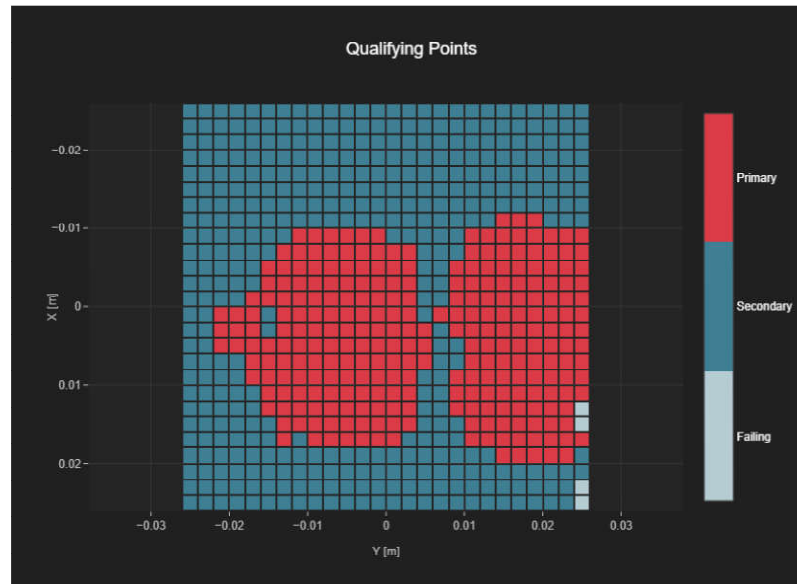 Qualifying Points
−0.02
−0.01
0
0.01
0.02
X [m]
−0.03
−0.02
−0.01
0
0.01
0.02
0.03
Y [m]
Primary
Secondary
Failing